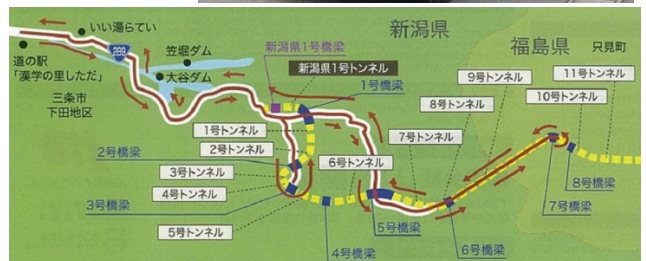 いい湯らてい
289
笠堀ダム
大谷ダム
道の駅
「漢学の里しただ」
三条市
下田地区
新潟県1号橋梁
新潟県
新潟県1号トンネル
1号橋梁
福島県
只見町
11号トンネル
10号トンネル
9号トンネル
8号トンネル
7号トンネル
1号トンネル
2号トンネル
2号橋梁
6号トンネル
3号トンネル
4号トンネル
3号橋梁
5号トンネル
4号橋梁
5号橋梁
6号橋梁
7号橋梁
8号橋梁